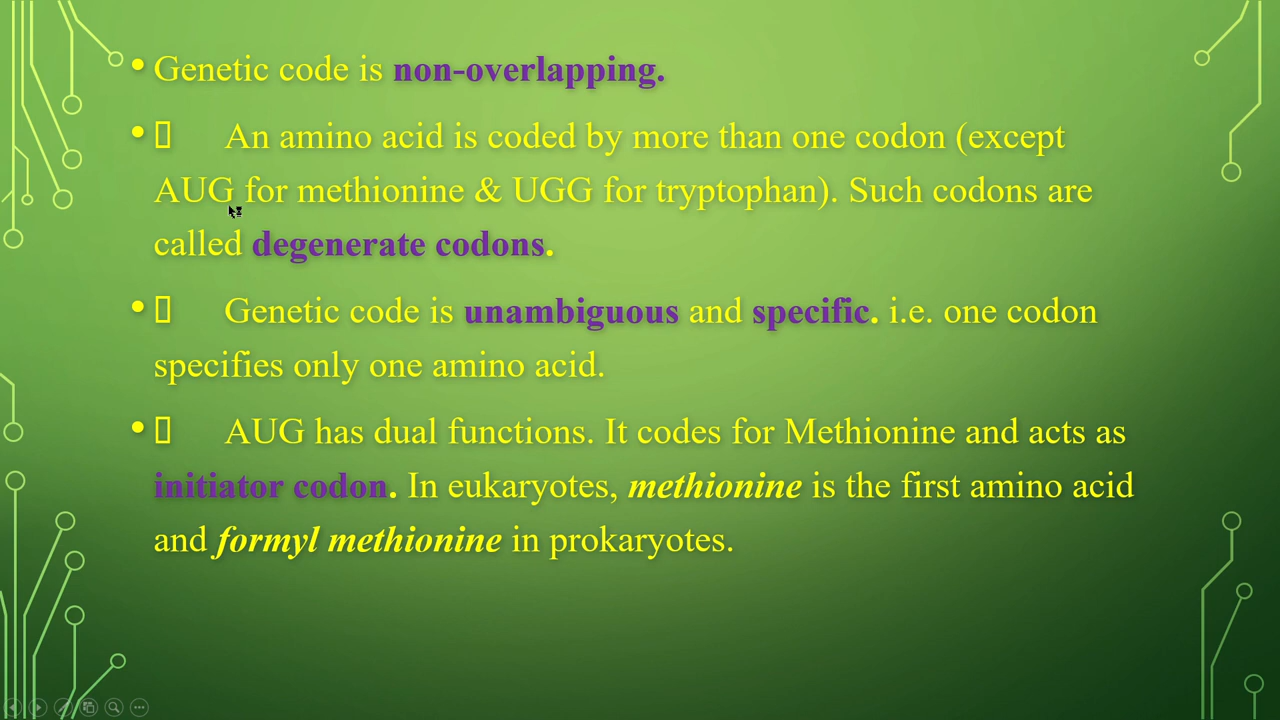 • Genetic code is non-overlapping.
• ▯ An amino acid is coded by more than one codon (except
AUG for methionine & UGG for tryptophan). Such codons are
called degenerate codons.
• ▯ Genetic code is unambiguous and specific. i.e. one codon
specifies only one amino acid.
• ▯ AUG has dual functions. It codes for Methionine and acts as
initiator codon. In eukaryotes, methionine is the first amino acid
and formyl methionine in prokaryotes.